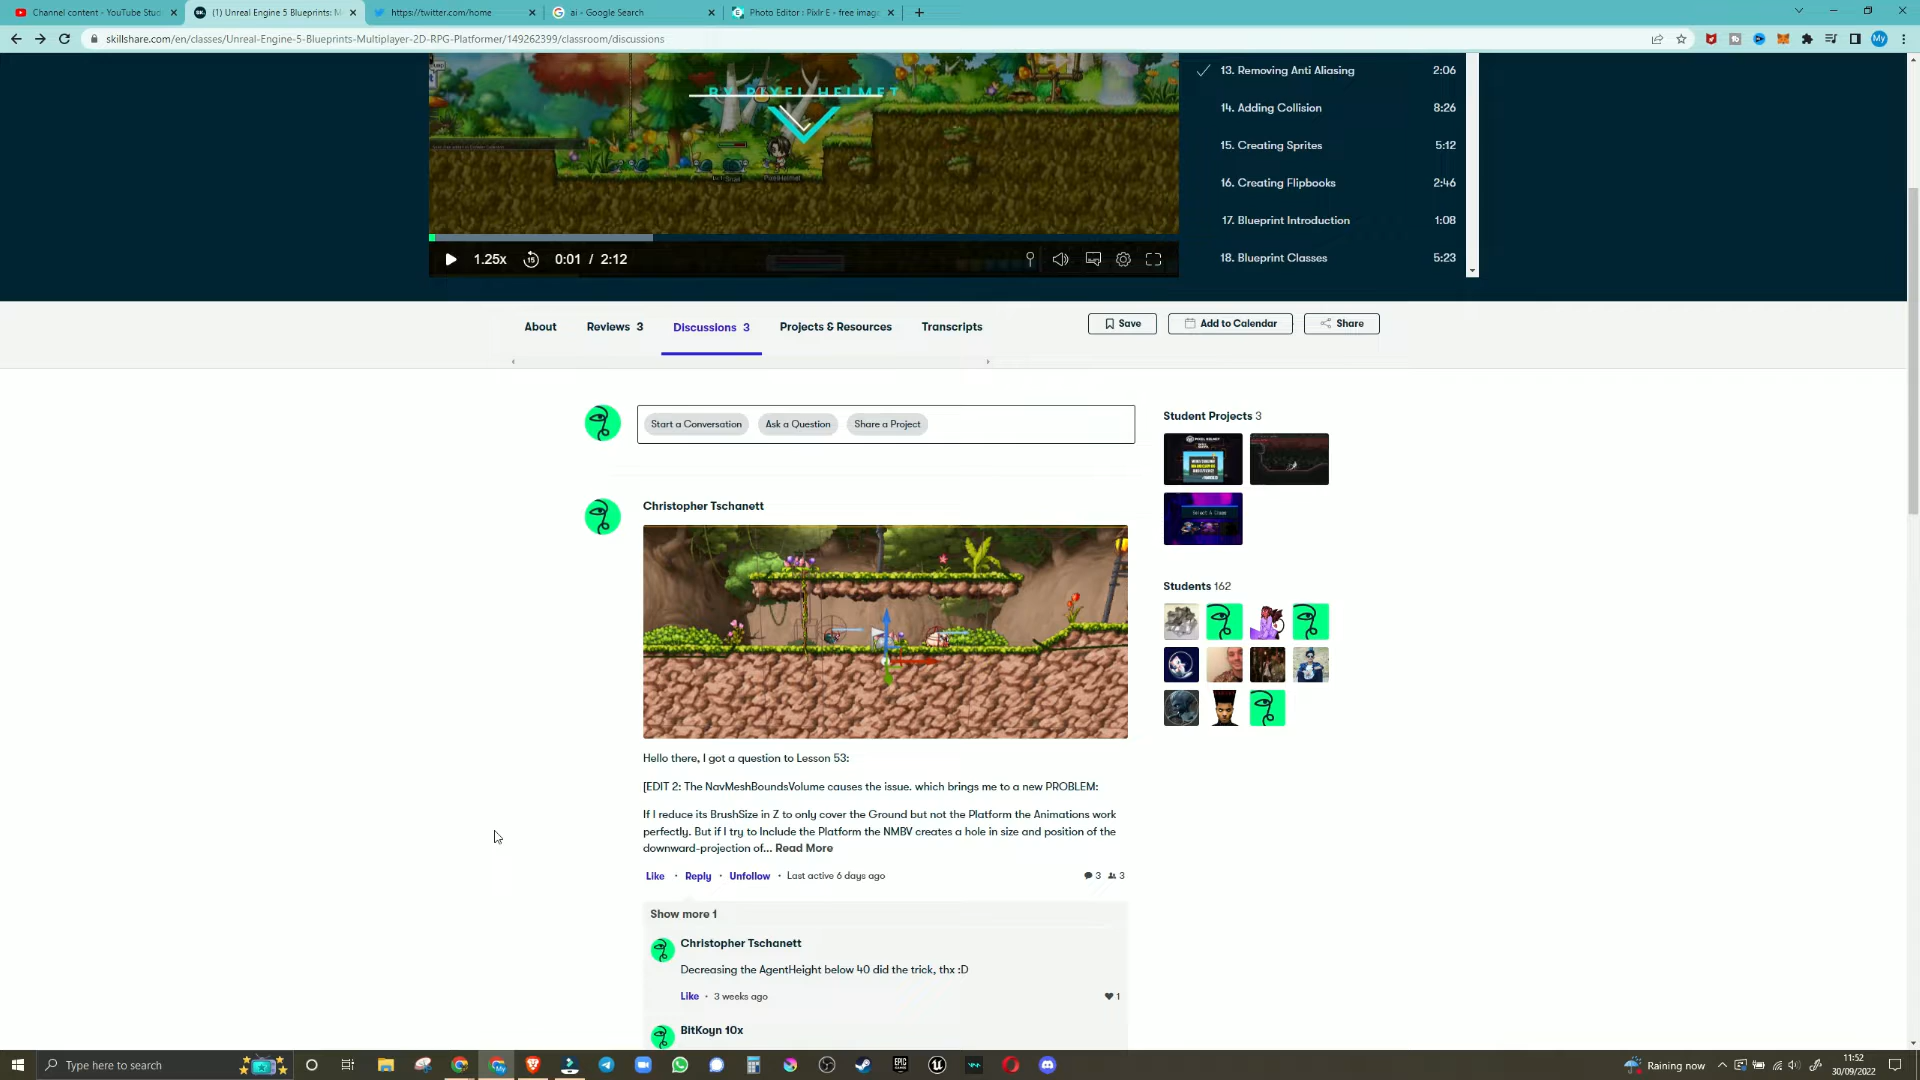 Channel content - YouTube Stud
(1) Unreal Engine 5 Blueprints: M
https://twitter.com/home
ai - Google Search
Photo Editor : Pixlr E - free imag
skillshare.com/en/classes/Unreal-Engine-5-Blueprints-Multiplayer-2D-RPG-Platformer/149262399/classroom/discussions
My
BY PIXEL HELMET
13. Removing Anti Aliasing 2:06
14. Adding Collision 8:26
15. Creating Sprites 5:12
16. Creating Flipbooks 2:46
17. Blueprint Introduction 1:08
18. Blueprint Classes 5:23
1.25x 15 0:01 / 2:12
About Reviews 3 Discussions 3 Projects & Resources Transcripts
Save Add to Calendar Share
Start a Conversation Ask a Question Share a Project
Student Projects 3
Students 162
Christopher Tschanett
Hello there, I got a question to Lesson 53:
[EDIT 2: The NavMeshBoundsVolume causes the issue. which brings me to a new PROBLEM:
If I reduce its BrushSize in Z to only cover the Ground but not the Platform the Animations work
perfectly. But if I try to Include the Platform the NMBV creates a hole in size and position of the
downward-projection of... Read More
Like · Reply · Unfollow · Last active 6 days ago 3 3
Show more 1
Christopher Tschanett
Decreasing the AgentHeight below 40 did the trick, thx :D
Like · 3 weeks ago 1
BitKoyn 10x
Type here to search
Raining now
11:52
30/09/2022